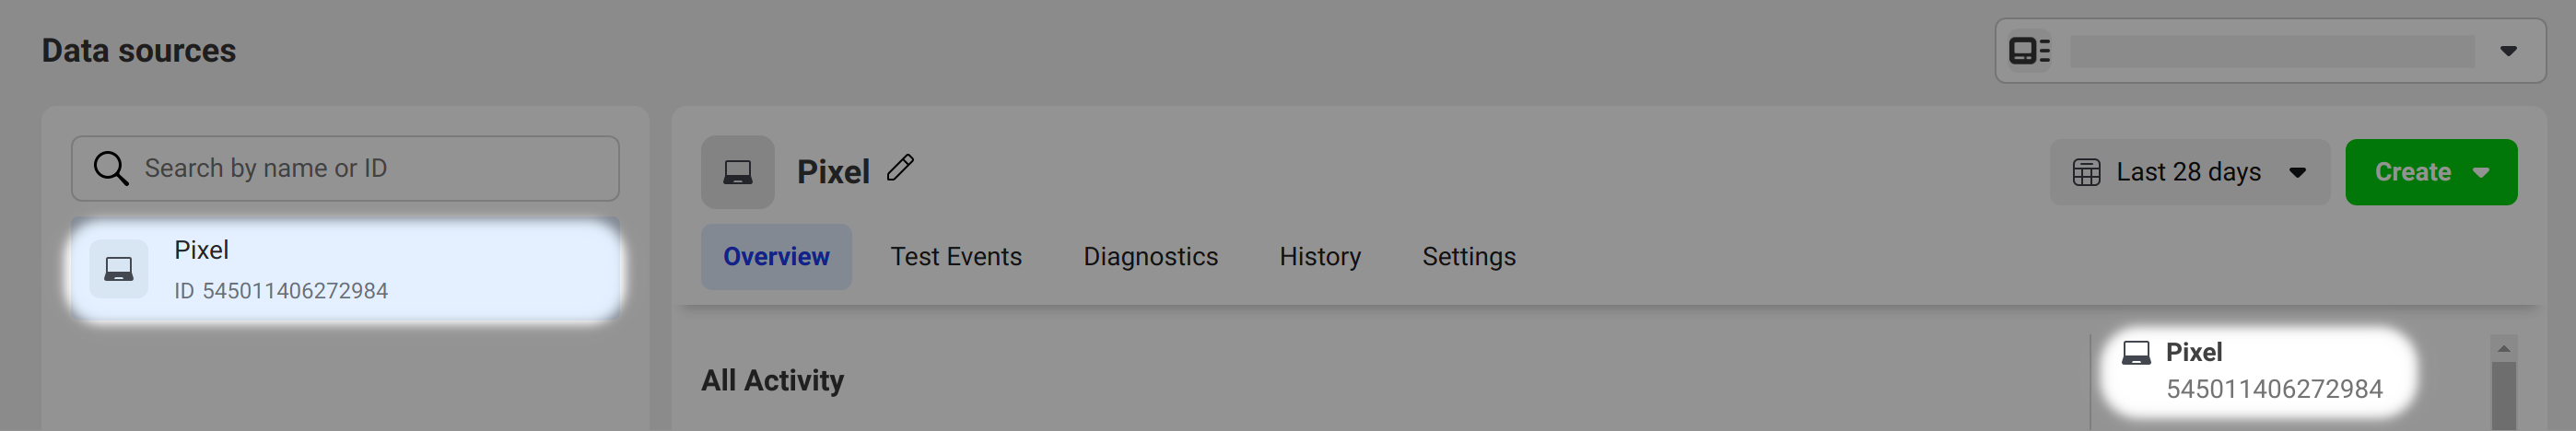 Data sources
Search by name or ID
Pixel
ID 545011406272984
Pixel
Last 28 days
Create
Overview
Test Events
Diagnostics
History
Settings
All Activity
Pixel
545011406272984